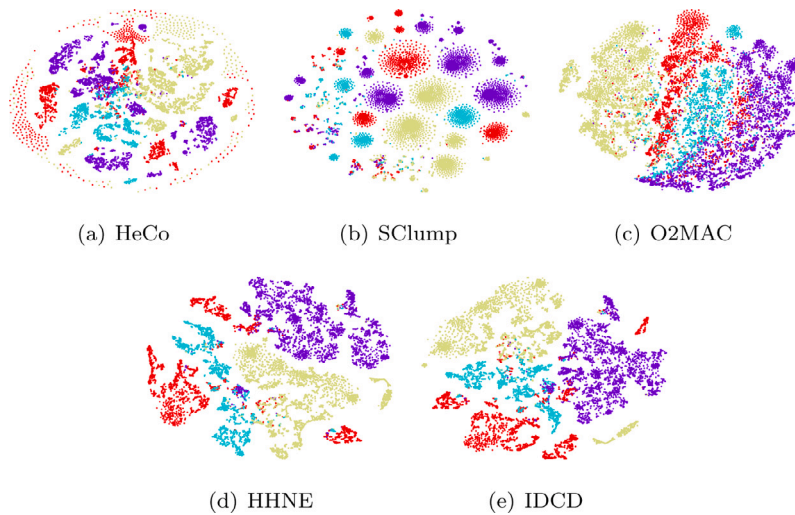 (a) HeCo
(b) SClump
(c) O2MAC
(d) HHNE
(e) IDCD